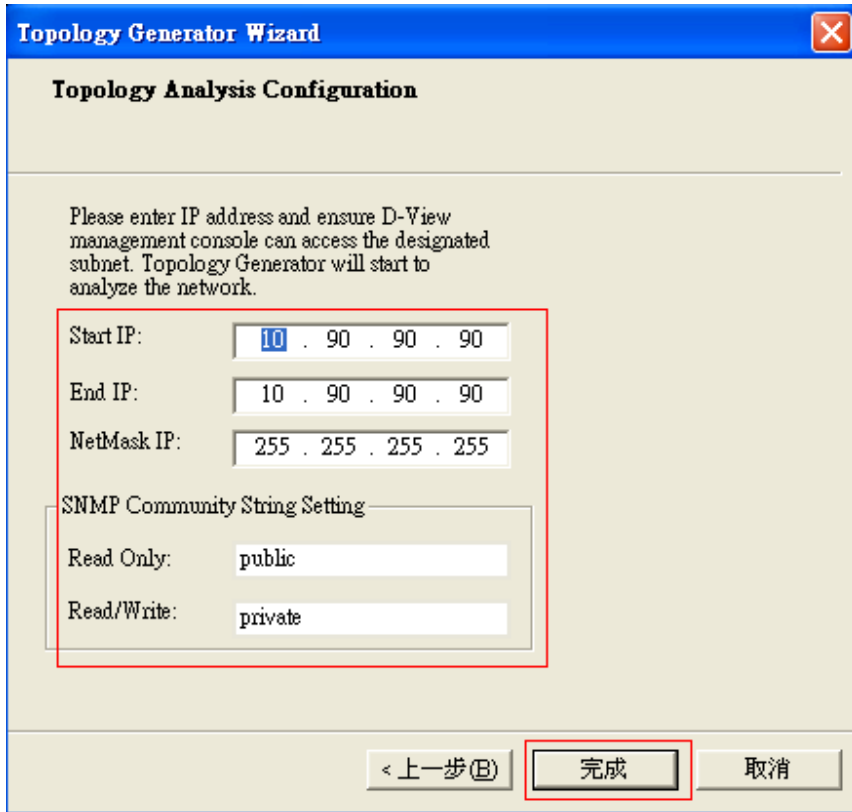 Topology Generator Wizard
Topology Analysis Configuration
Please enter IP address and ensure D-View
management console can access the designated
subnet. Topology Generator will start to
analyze the network.
Start IP: 10 . 90 . 90 . 90
End IP: 10 . 90 . 90 . 90
NetMask IP: 255 . 255 . 255 . 255
SNMP Community String Setting
Read Only: public
Read/Write: private
<上一步(B) 完成 取消